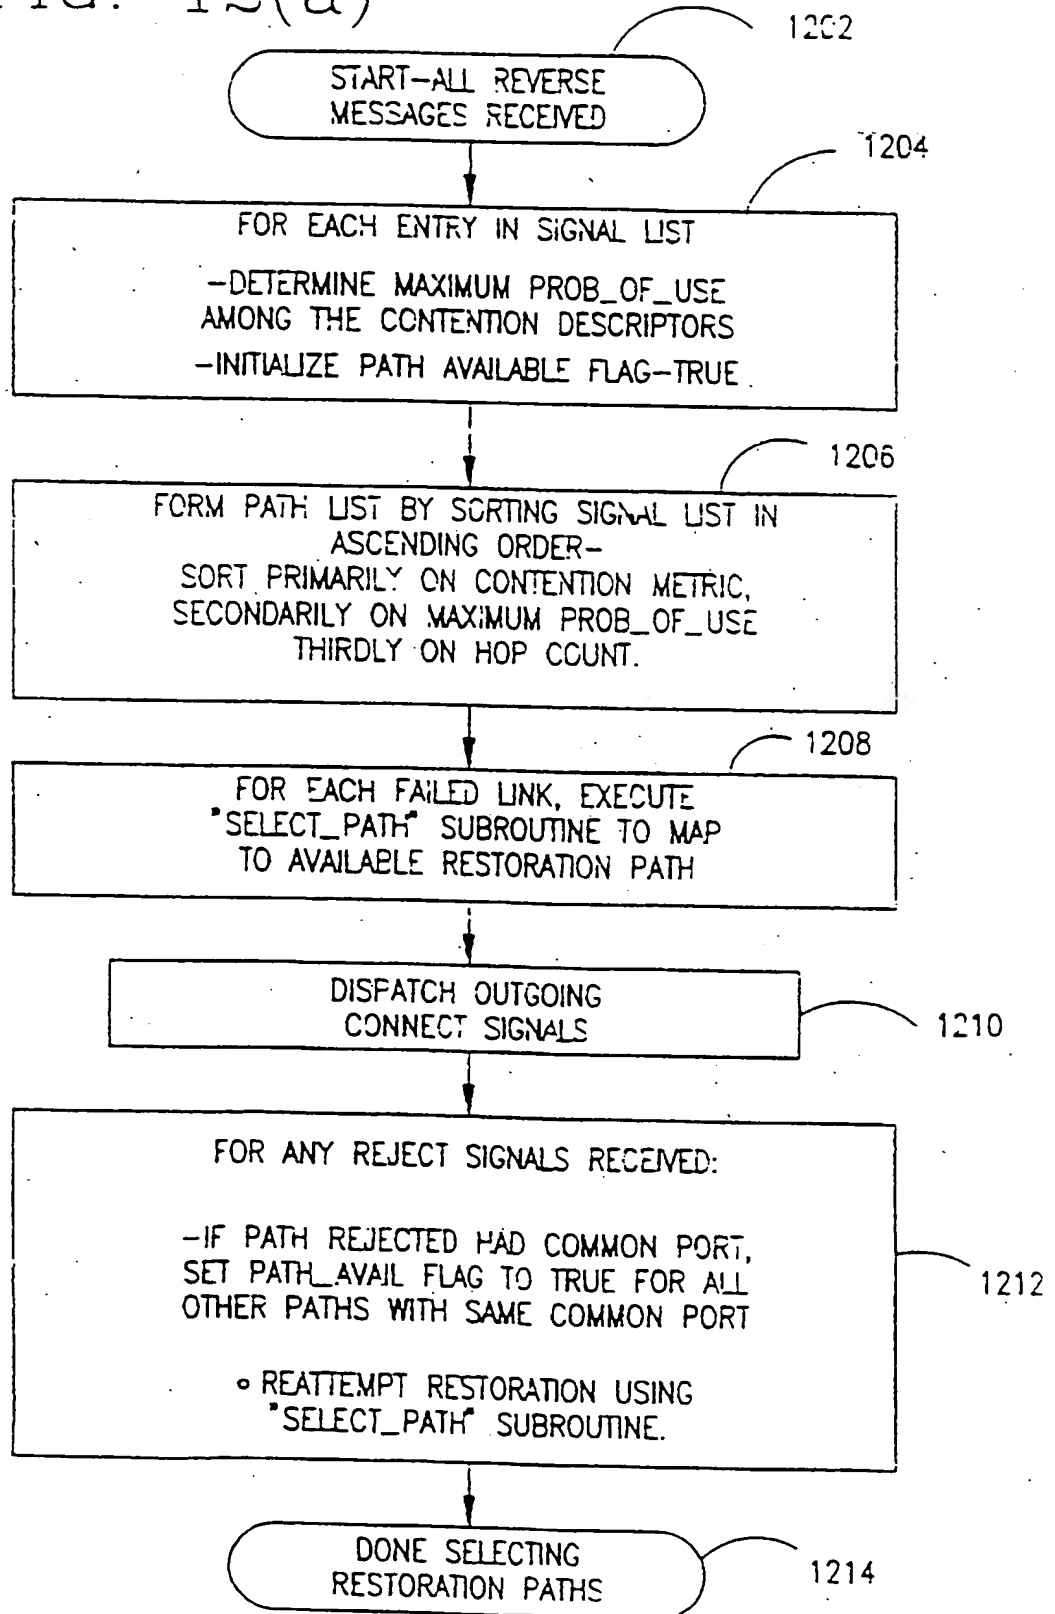 FIG. 12(a)
1202
START-ALL REVERSE
MESSAGES RECEIVED
1204
FOR EACH ENTRY IN SIGNAL LIST
-DETERMINE MAXIMUM PROB_OF_USE
AMONG THE CONTENTION DESCRIPTORS
-INITIALIZE PATH AVAILABLE FLAG-TRUE
1206
FORM PATH LIST BY SORTING SIGNAL LIST IN
ASCENDING ORDER-
SORT PRIMARILY ON CONTENTION METRIC,
SECONDARILY ON MAXIMUM PROB_OF_USE
THIRDLY ON HOP COUNT.
1208
FOR EACH FAILED LINK, EXECUTE
"SELECT_PATH" SUBROUTINE TO MAP
TO AVAILABLE RESTORATION PATH
DISPATCH OUTGOING
CONNECT SIGNALS
1210
FOR ANY REJECT SIGNALS RECEIVED:
-IF PATH REJECTED HAD COMMON PORT,
SET PATH_AVAIL FLAG TO TRUE FOR ALL
OTHER PATHS WITH SAME COMMON PORT
1212
∘ REATTEMPT RESTORATION USING
"SELECT_PATH" SUBROUTINE.
DONE SELECTING
RESTORATION PATHS
1214